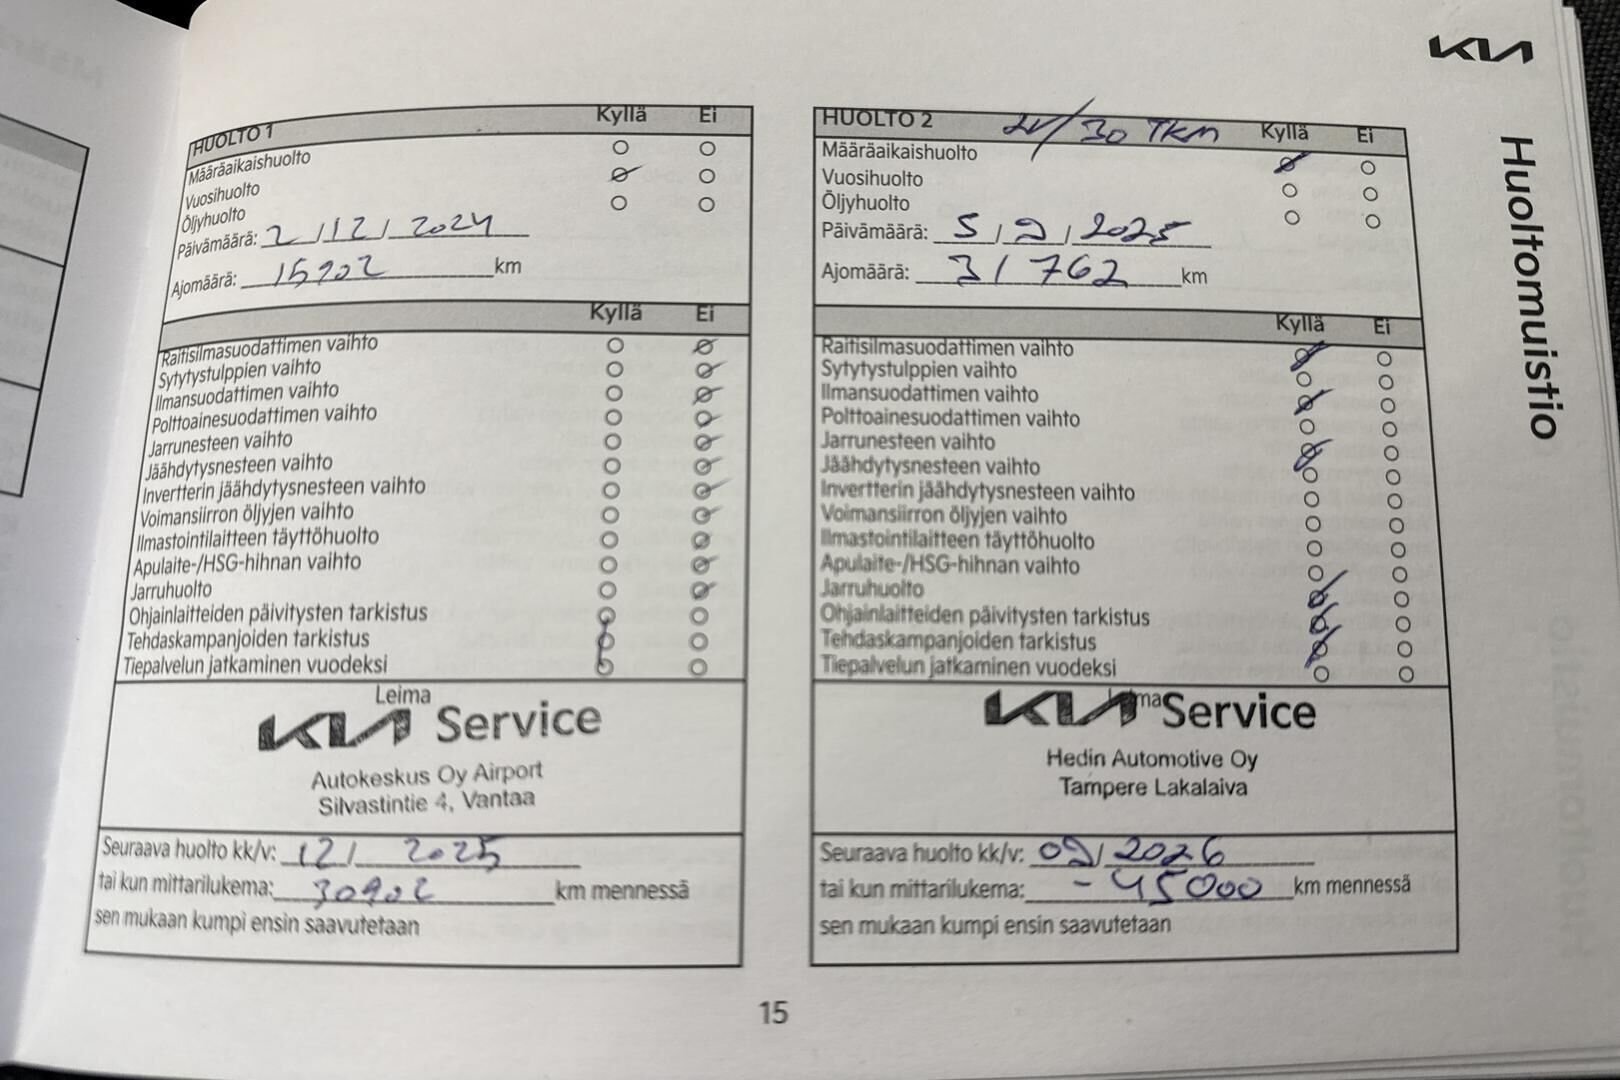 KIA
Huoltomuistio
HUOLTO 1 Kyllä Ei
Määräaikaishuolto
Vuosihuolto
Öljyhuolto
Päivämäärä: 2 / 12 / 2024
Ajomäärä: 15902 km
Kyllä Ei
Raitisilmasuodattimen vaihto
Sytytystulppien vaihto
Ilmansuodattimen vaihto
Polttoainesuodattimen vaihto
Jarrunesteen vaihto
Jäähdytysnesteen vaihto
Invertterin jäähdytysnesteen vaihto
Voimansiirron öljyjen vaihto
Ilmastointilaitteen täyttöhuolto
Apulaite-/HSG-hihnan vaihto
Jarruhuolto
Ohjainlaitteiden päivitysten tarkistus
Tehdaskampanjoiden tarkistus
Tiepalvelun jatkaminen vuodeksi
Leima
KIA Service
Autokeskus Oy Airport
Silvastintie 4, Vantaa
Seuraava huolto kk/v: 12 / 2025
tai kun mittarilukema: 30902 km mennessä
sen mukaan kumpi ensin saavutetaan
HUOLTO 2 2V/30 TKM Kyllä Ei
Määräaikaishuolto
Vuosihuolto
Öljyhuolto
Päivämäärä: 5 / 9 / 2025
Ajomäärä: 31762 km
Kyllä Ei
Raitisilmasuodattimen vaihto
Sytytystulppien vaihto
Ilmansuodattimen vaihto
Polttoainesuodattimen vaihto
Jarrunesteen vaihto
Jäähdytysnesteen vaihto
Invertterin jäähdytysnesteen vaihto
Voimansiirron öljyjen vaihto
Ilmastointilaitteen täyttöhuolto
Apulaite-/HSG-hihnan vaihto
Jarruhuolto
Ohjainlaitteiden päivitysten tarkistus
Tehdaskampanjoiden tarkistus
Tiepalvelun jatkaminen vuodeksi
Leima
KIA Service
Hedin Automotive Oy
Tampere Lakalaiva
Seuraava huolto kk/v: 09 / 2026
tai kun mittarilukema: - 45000 km mennessä
sen mukaan kumpi ensin saavutetaan
15